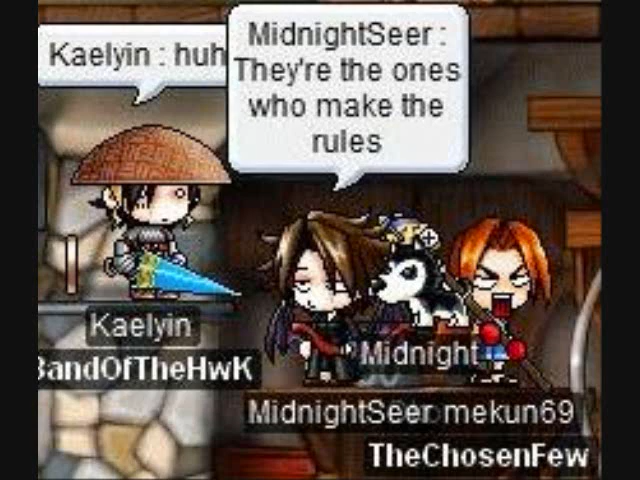 Kaelyin : huh
MidnightSeer :
They're the ones
who make the
rules
Kaelyin
BandOfTheHwK
Midnight
MidnightSeer
mekun69
TheChosenFew